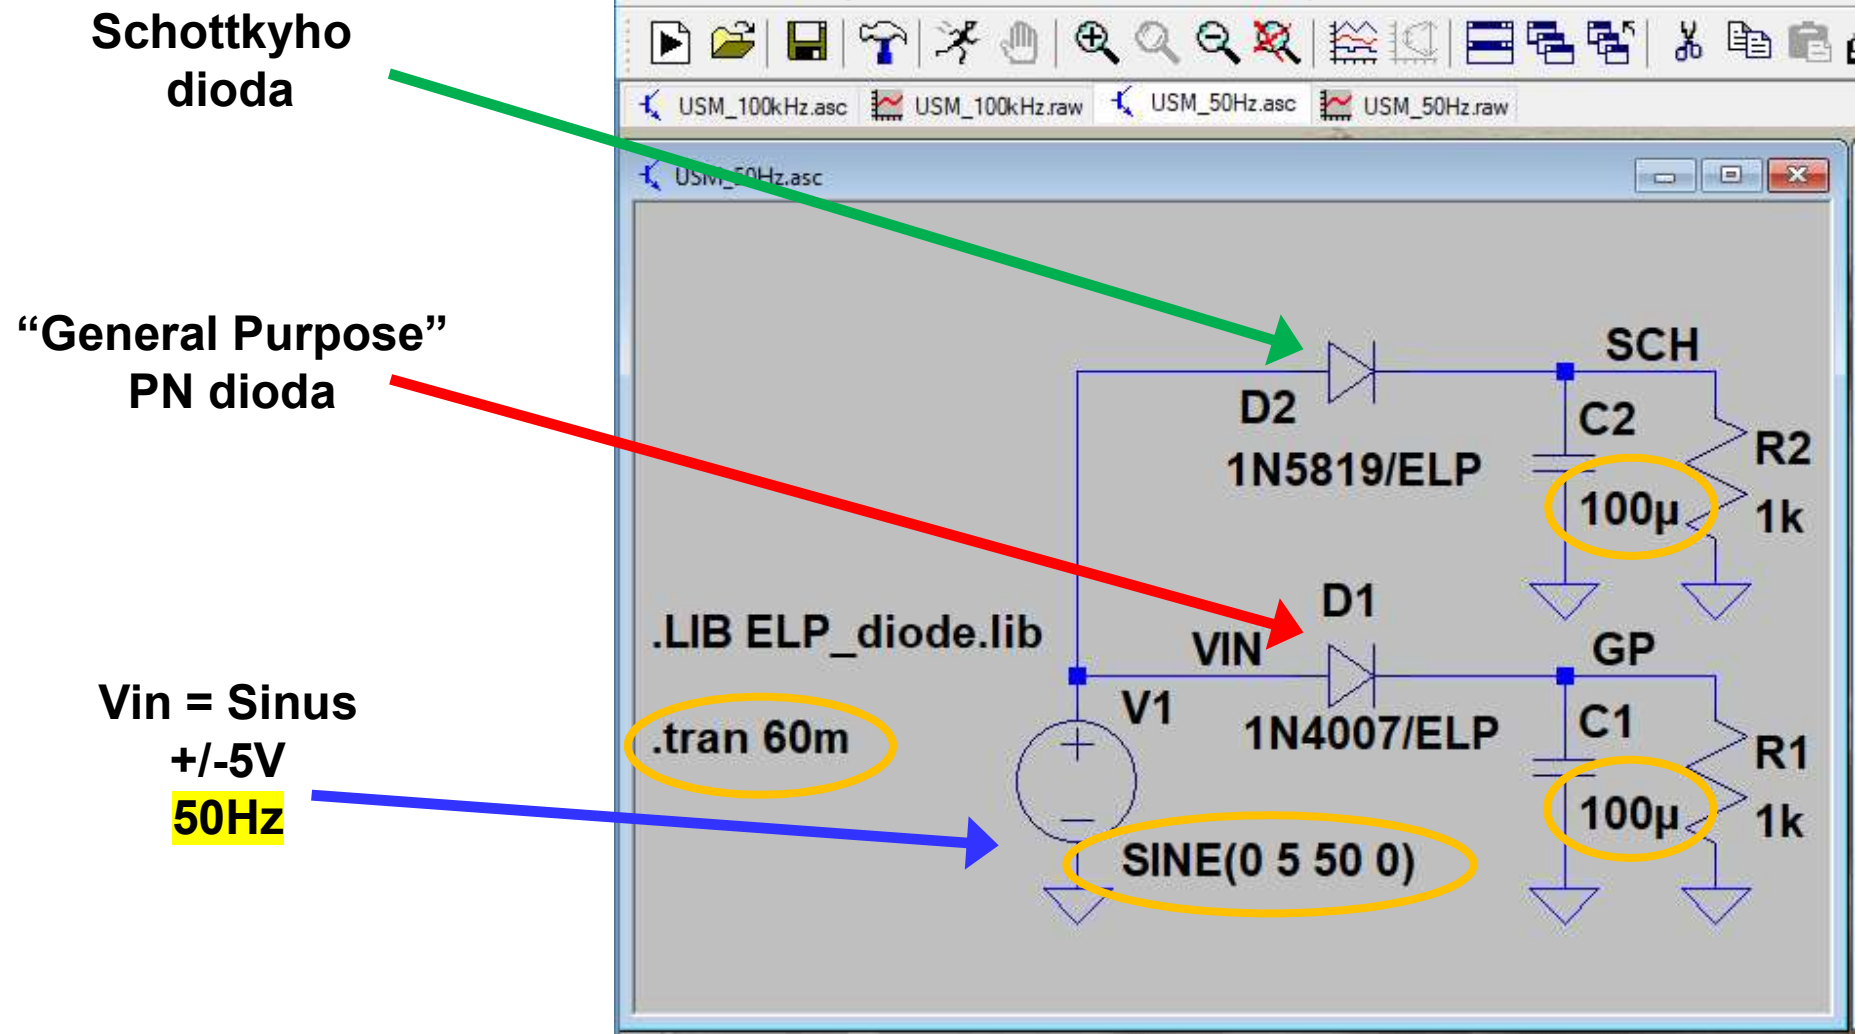 Schottkyho
dioda
“General Purpose”
PN dioda
Vin = Sinus
+/-5V
50Hz
USM_100kHz.asc USM_100kHz.raw USM_50Hz.asc USM_50Hz.raw
USM_50Hz.asc
SCH
D2
1N5819/ELP
C2
100µ
R2
1k
.LIB ELP_diode.lib
.tran 60m
VIN
D1
1N4007/ELP
GP
V1
C1
100µ
R1
1k
SINE(0 5 50 0)